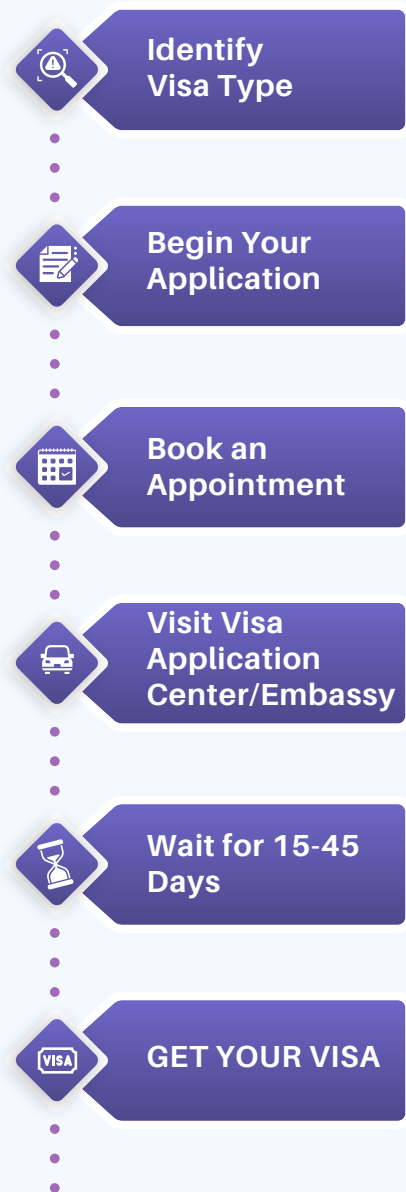 Identify
Visa Type
Begin Your
Application
Book an
Appointment
Visit Visa
Application
Center/Embassy
Wait for 15-45
Days
VISA
GET YOUR VISA